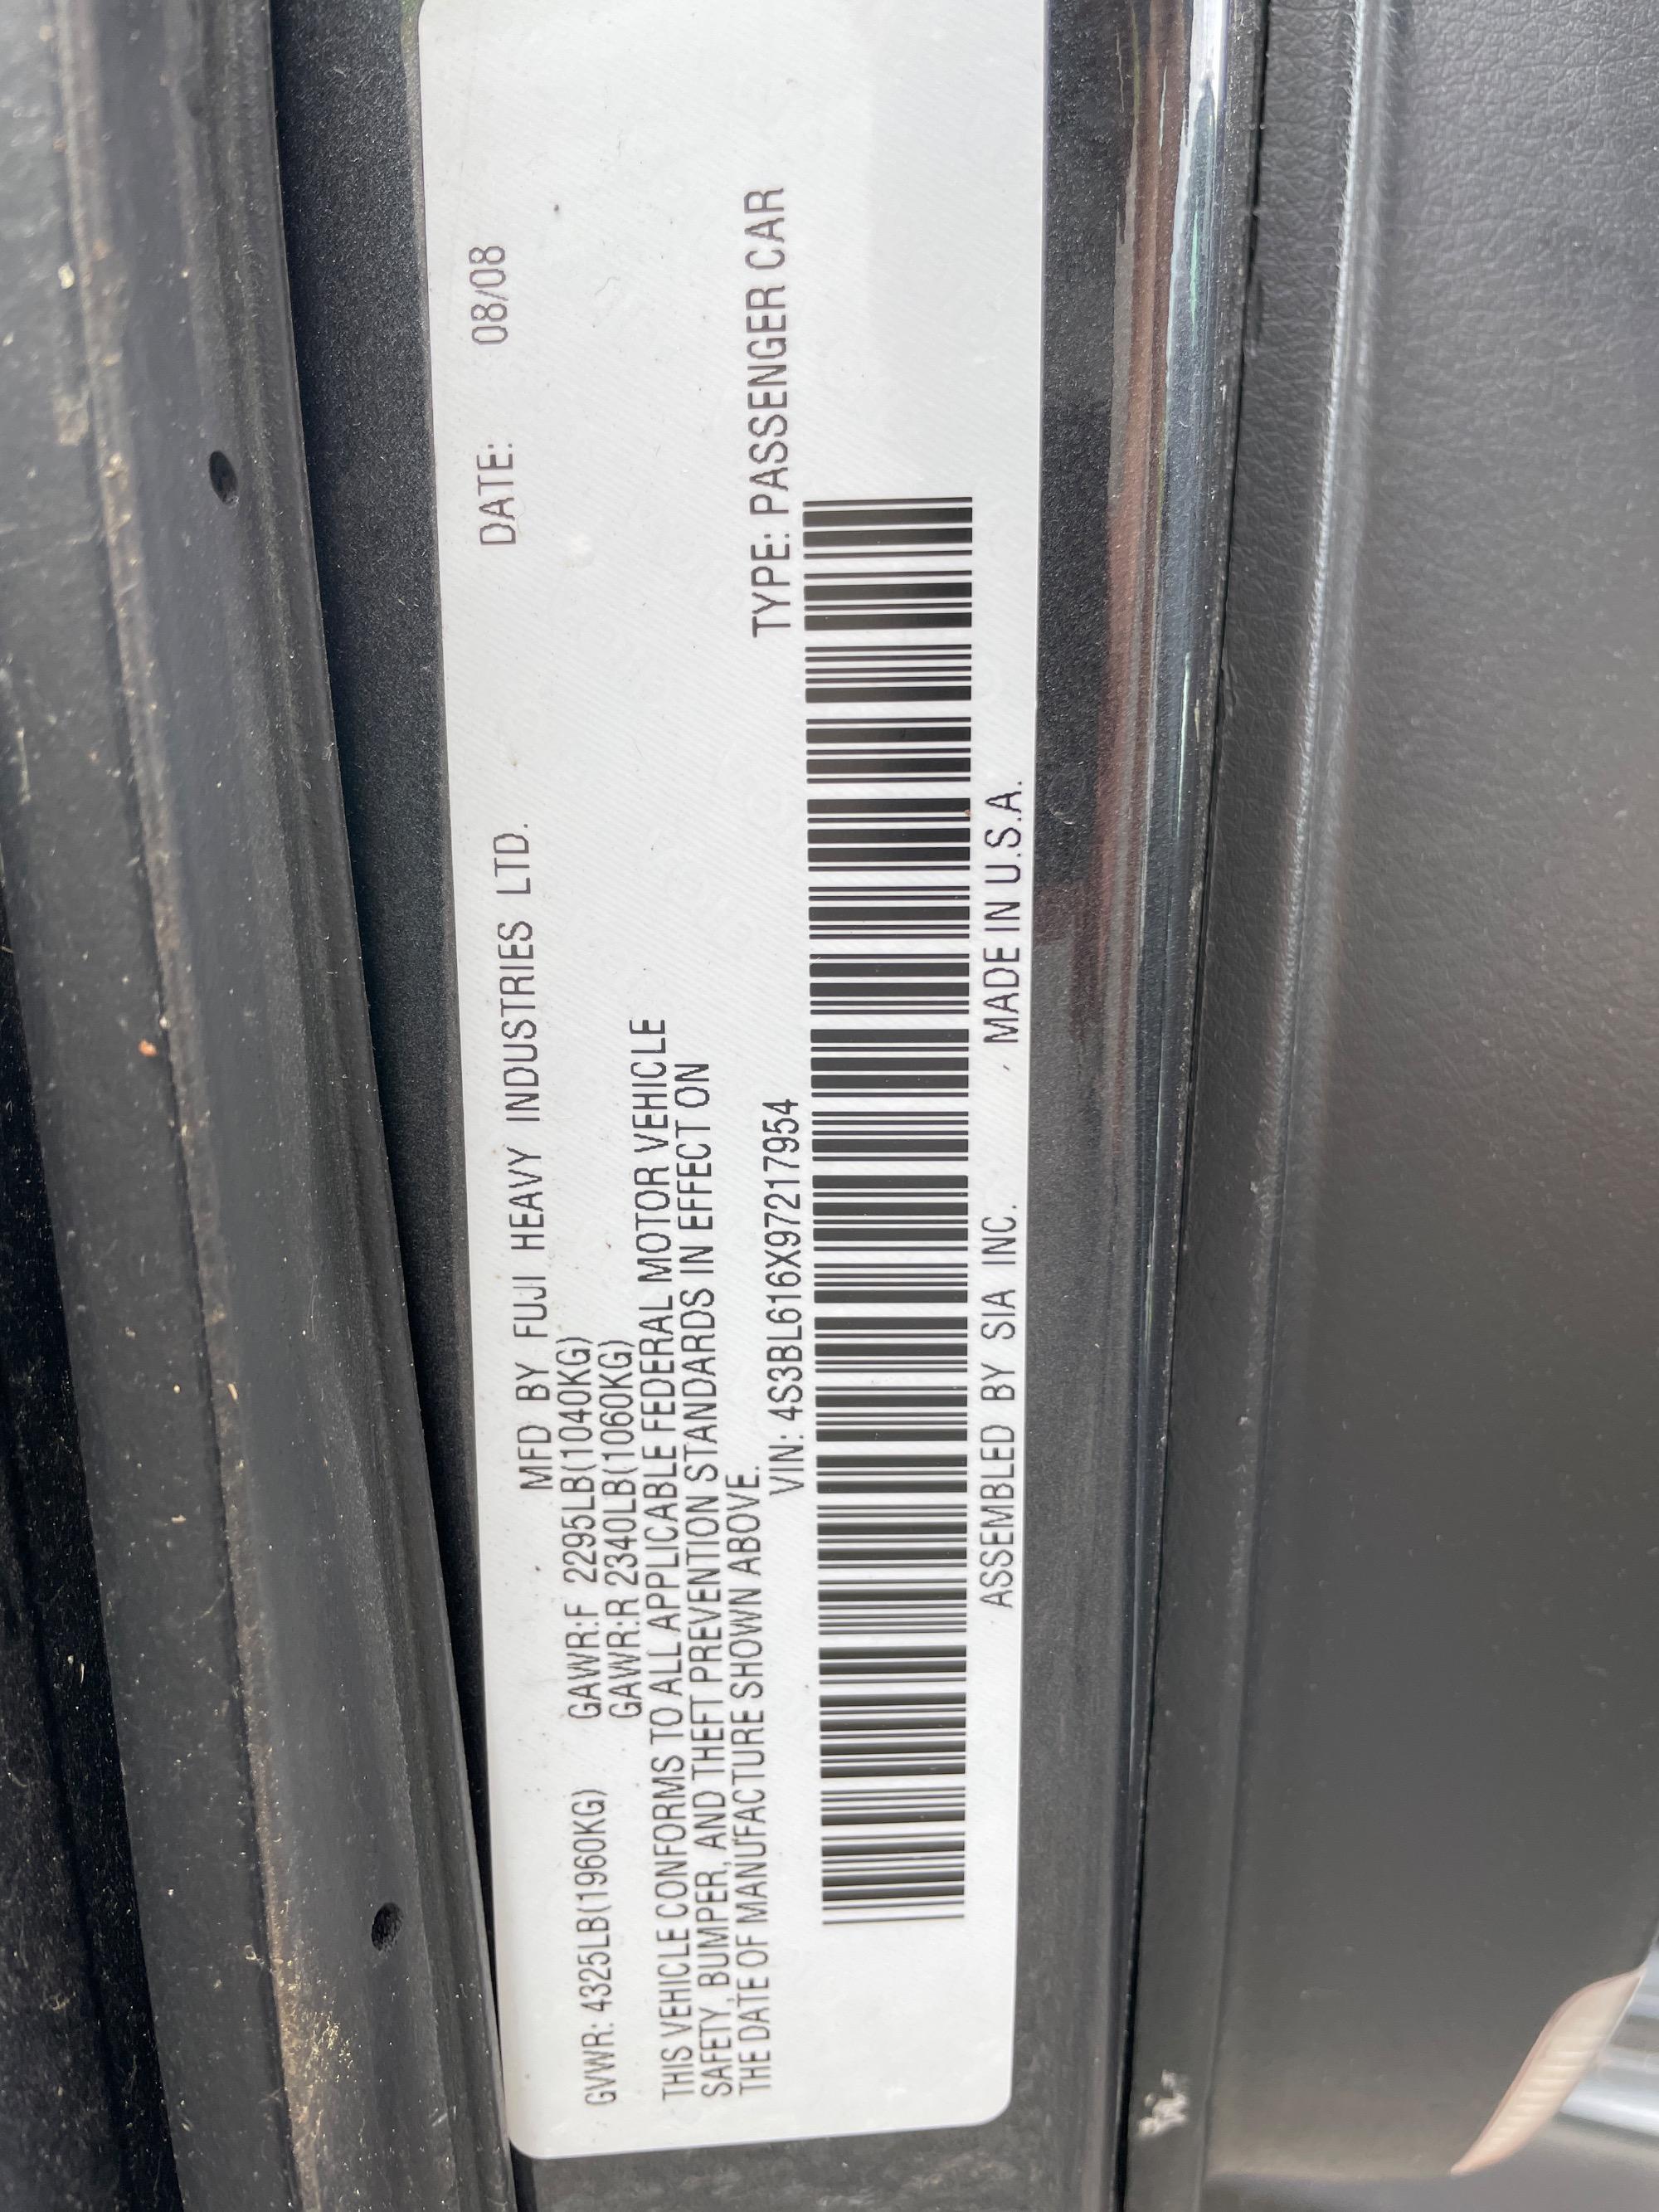 MFD BY FUJI HEAVY INDUSTRIES LTD. DATE: 08/08
GVWR: 4325LB(1960KG) GAWR:F 2295LB(1040KG)
GAWR:R 2340LB(1060KG)
THIS VEHICLE CONFORMS TO ALL APPLICABLE FEDERAL MOTOR VEHICLE
SAFETY, BUMPER, AND THEFT PREVENTION STANDARDS IN EFFECT ON
THE DATE OF MANUFACTURE SHOWN ABOVE.
VIN: 4S3BL616X97217954 TYPE: PASSENGER CAR
ASSEMBLED BY SIA INC. MADE IN U.S.A.